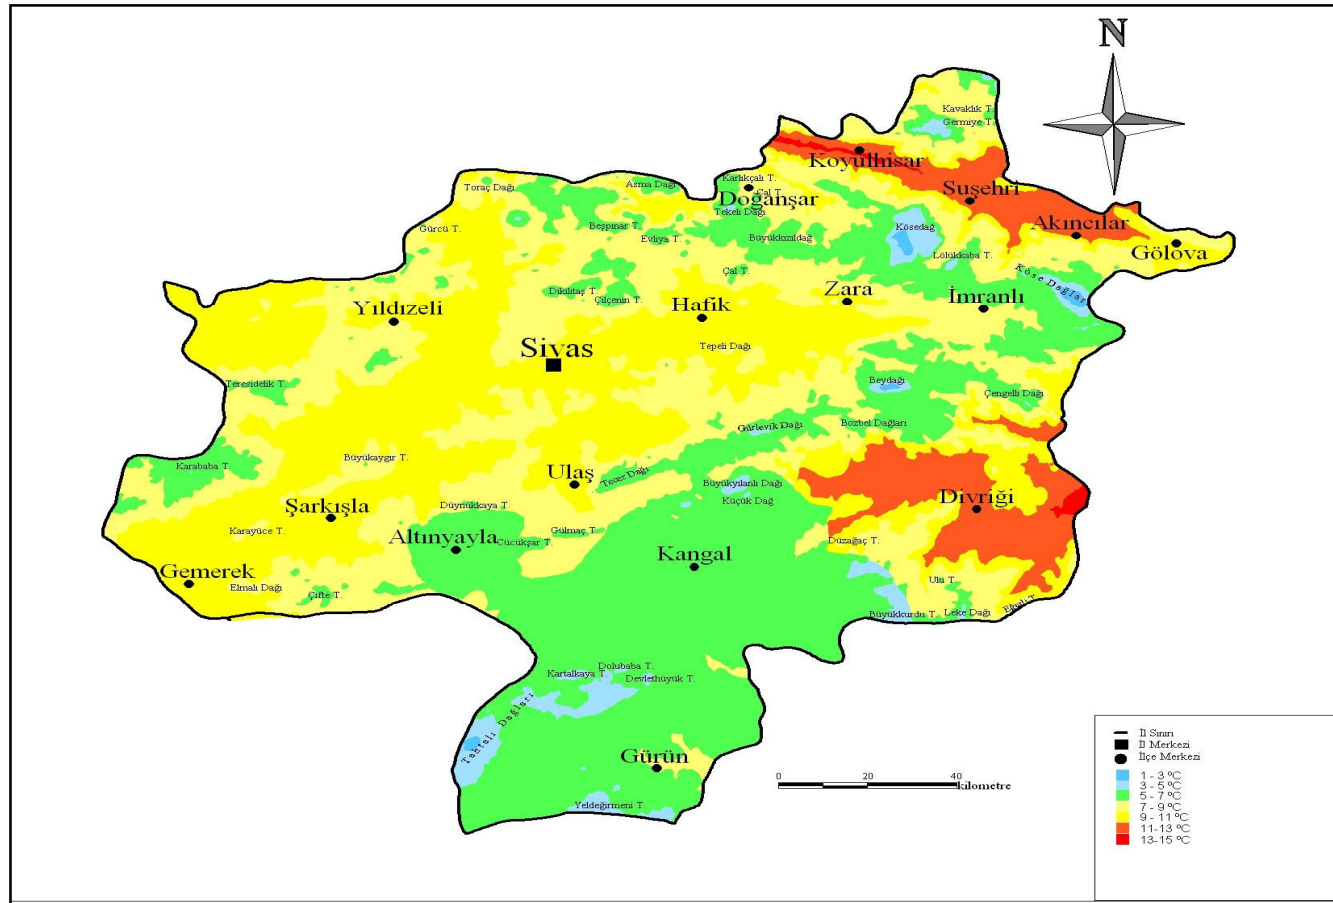 N
Kavaklık T.
Germiye T.
Koyulhisar
Karlıkçalı T.
Çal T.
Doğanşar
Tekeli Dağı
Suşehri
Akıncılar
Gölova
Asma Dağı
Toraç Dağı
Gürcü T.
Beşpınar T.
Evliya T.
Büyükkızıldağ
Kösedağ
Lölükkaba T.
Köse Dağları
Çal T.
Dikilitaş T.
Çilçenin T.
Yıldızeli
Hafik
Zara
İmranlı
Sivas
Tepeli Dağı
Teresidelik T.
Beydağı
Çengelli Dağı
Gürlevik Dağı
Bozbel Dağları
Karababa T.
Büyükaygır T.
Ulaş
Tecer Dağı
Büyükyılanlı Dağı
Küçük Dağ
Divriği
Şarkışla
Düynükkaya T.
Karayüce T.
Altınyayla
Gülmaç T.
Cücükşar T.
Düzağaç T.
Kangal
Gemerek
Elmalı Dağı
Çifte T.
Ulu T.
Büyükkurdu T.
Leke Dağı
Dolubaba T.
Kartalkaya T.
Devlethüyük T.
Tahtalı Dağları
Gürün
Yeldeğirmeni T.
0 20 40
kilometre
İl Sınırı
İl Merkezi
İlçe Merkezi
1 - 3 ºC
3 - 5 ºC
5 - 7 ºC
7 - 9 ºC
9 - 11 ºC
11-13 ºC
13-15 ºC